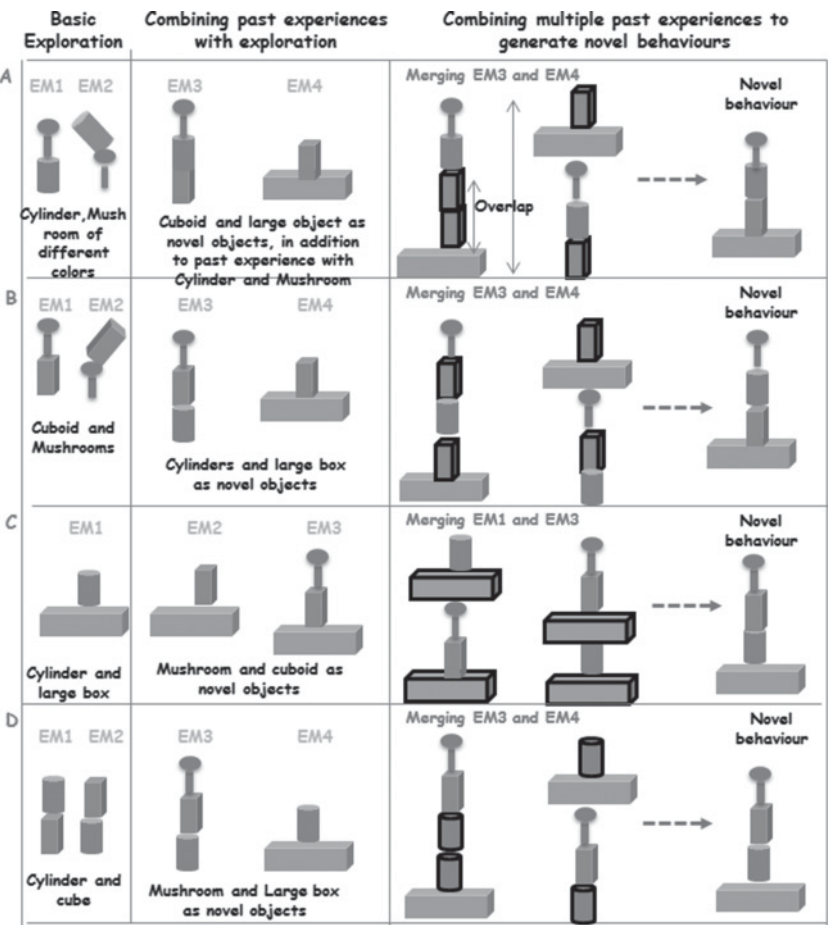 Basic
Exploration
Combining past experiences
with exploration
Combining multiple past experiences to
generate novel behaviours
A
EM1 EM2
Cylinder,Mush
room of
different
colors
EM3 EM4
Cuboid and large object as
novel objects, in addition
to past experience with
Cylinder and Mushroom
Merging EM3 and EM4
Overlap
Novel
behaviour
B
EM1 EM2
Cuboid and
Mushrooms
EM3 EM4
Cylinders and large box
as novel objects
Merging EM3 and EM4
Novel
behaviour
C
EM1
Cylinder and
large box
EM2 EM3
Mushroom and cuboid as
novel objects
Merging EM1 and EM3
Novel
behaviour
D
EM1 EM2
Cylinder and
cube
EM3 EM4
Mushroom and Large box
as novel objects
Merging EM3 and EM4
Novel
behaviour